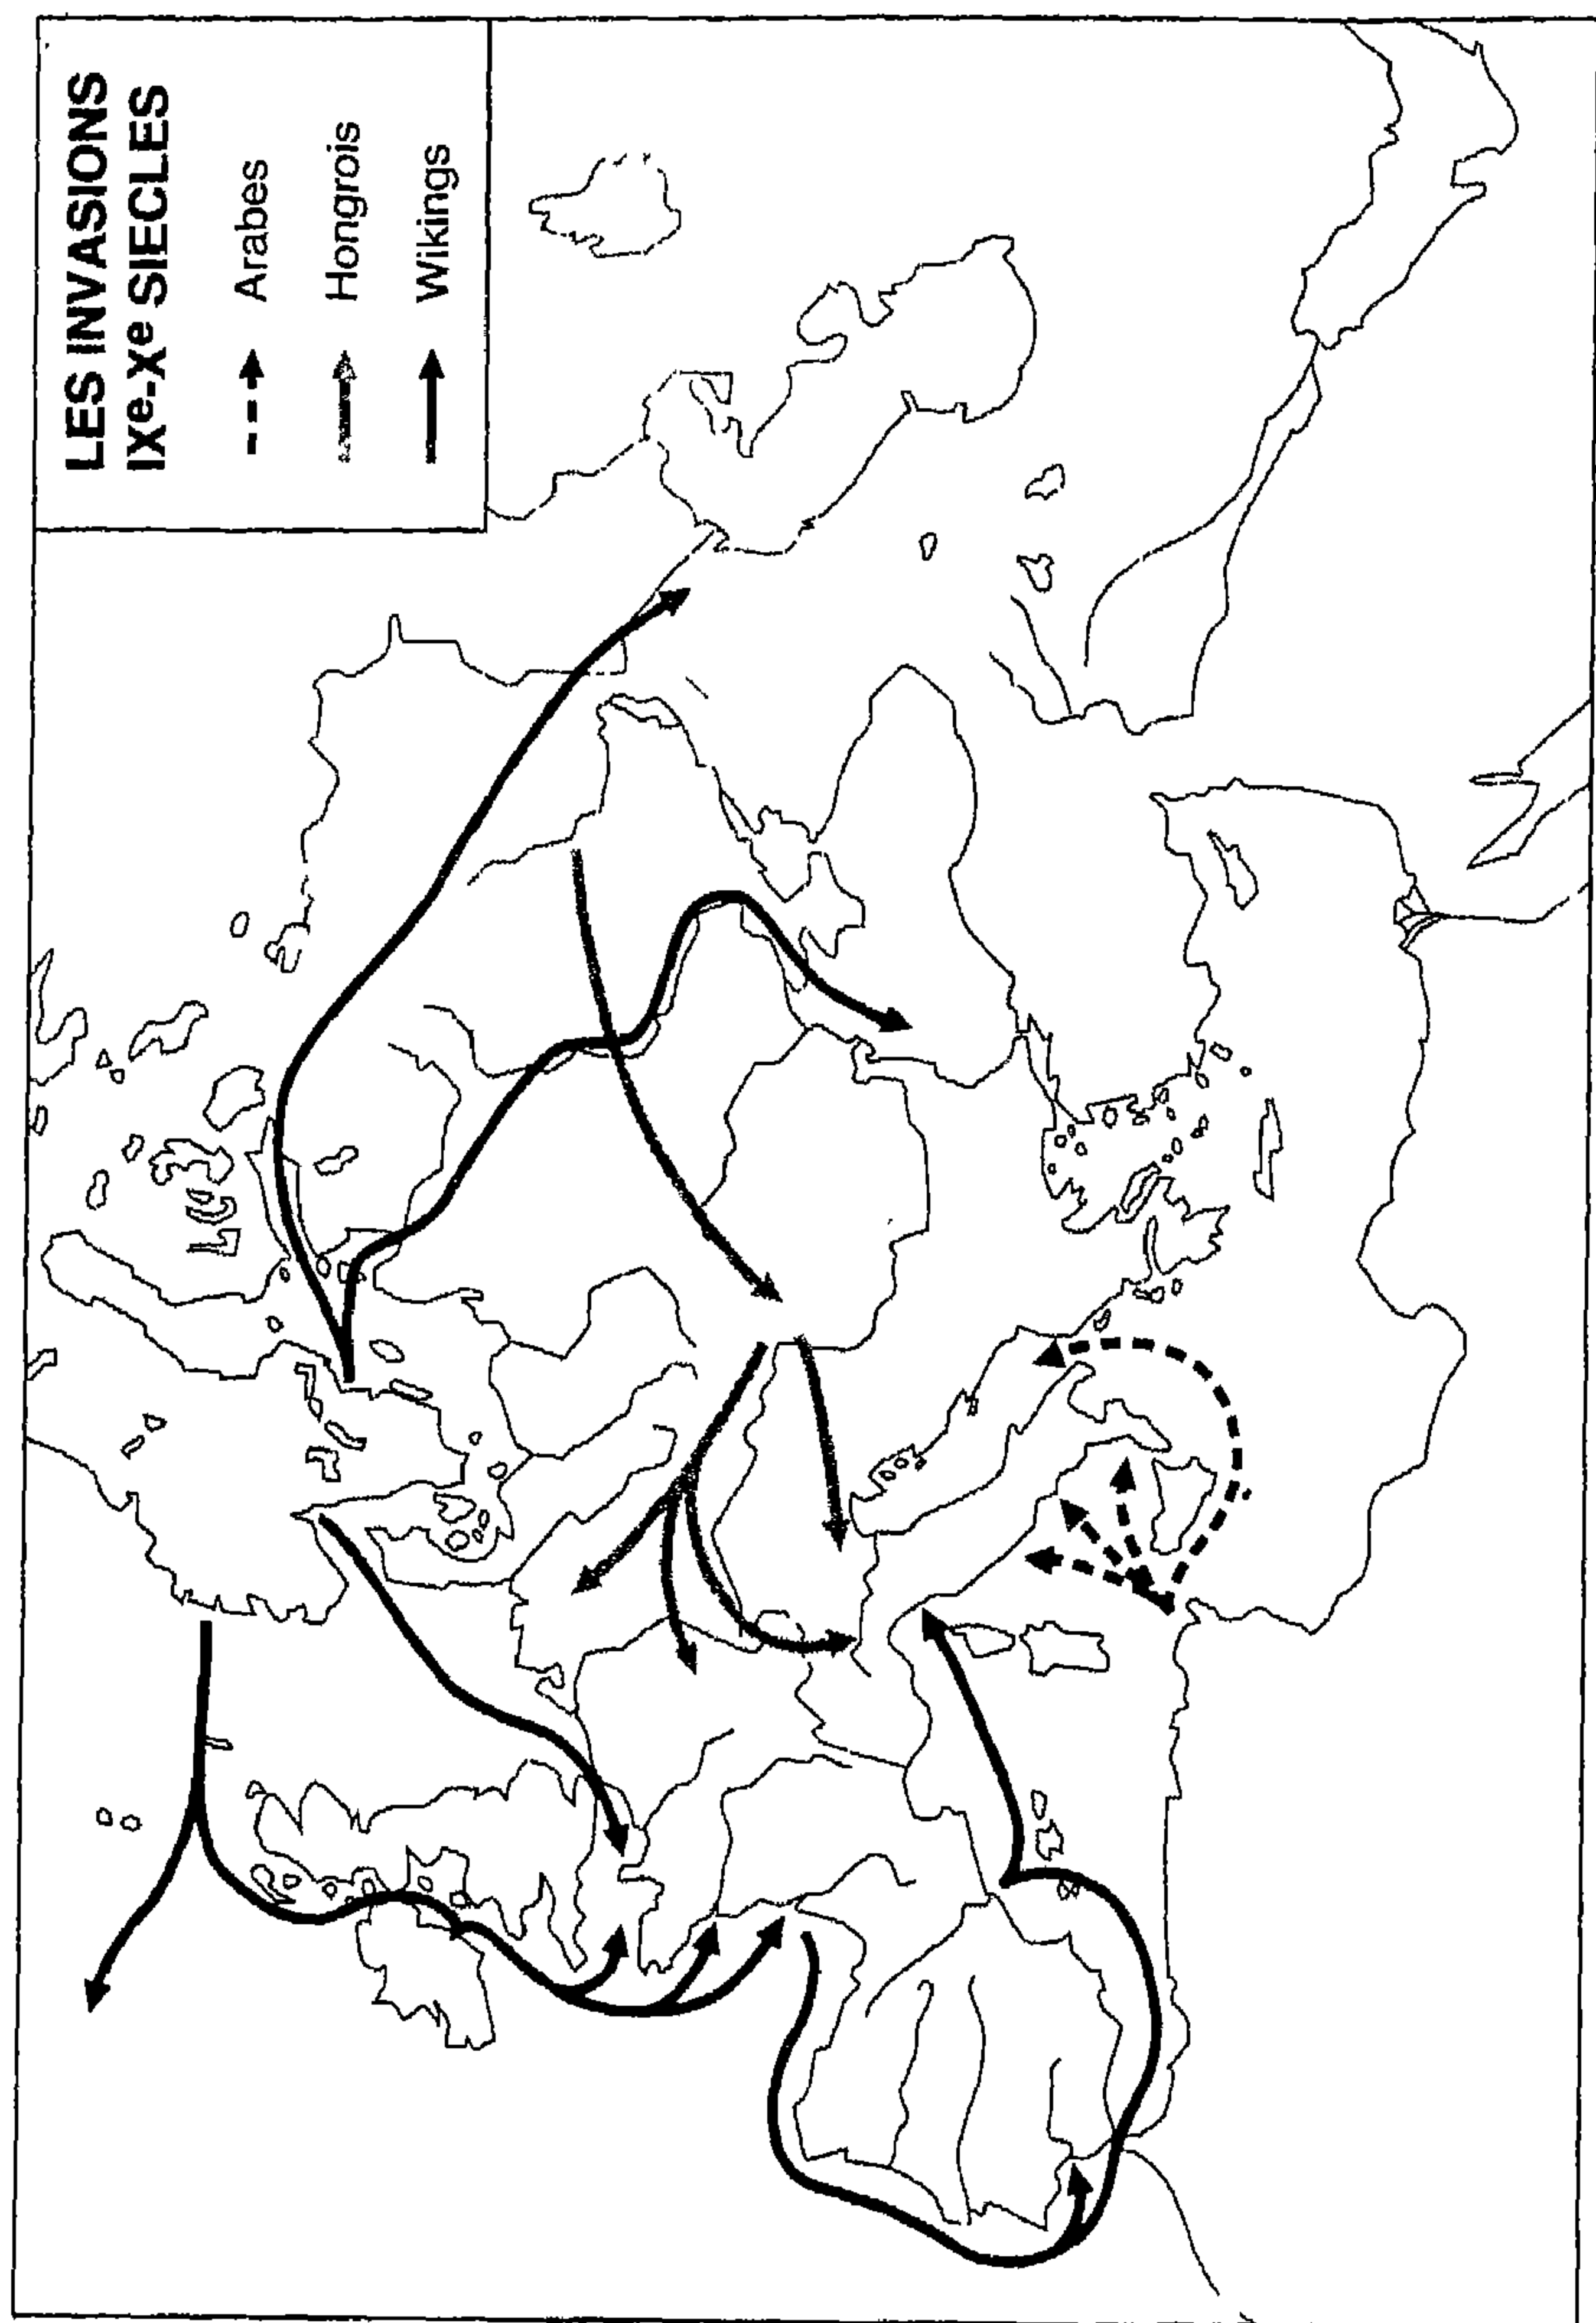 LES INVASIONS
IXe-Xe SIECLES
Arabes
Hongrois
Wikings